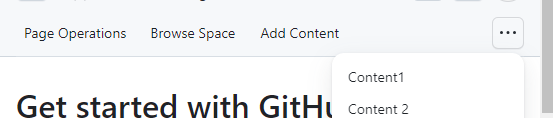 Page Operations Browse Space Add Content
Content1
Content 2
Get started with GitHu